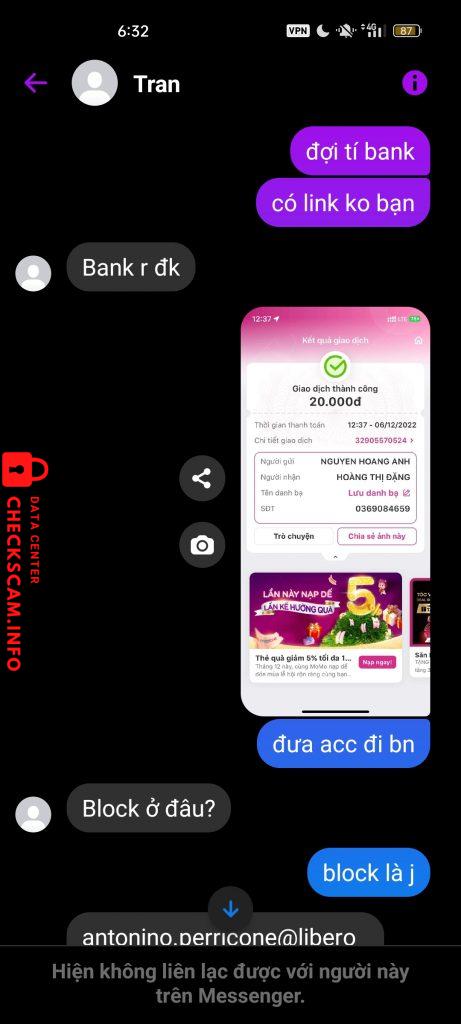 6:32
VPN
4G
87
Tran
đợi tí bank
có link ko bạn
Bank r đk
12:37
LTE
Kết quả giao dịch
Giao dịch thành công
20.000đ
Thời gian thanh toán 12:37 - 06/12/2022
Chi tiết giao dịch 32905570524 >
Người gửi NGUYEN HOANG ANH
Người nhận HOÀNG THỊ ĐẶNG
Tên danh bạ Lưu danh bạ
SĐT 0369084659
Trò chuyện Chia sẻ ảnh này
LẦN NÀY NẠP DẾ
LẦN KẾ HƯỞNG QUÀ
5
Thẻ quà giảm 5% tối đa 1...
Tháng 12 này, cùng MoMo nạp để
đón mùa lễ hội rộn ràng cùng bạn...
Nạp ngay!
DATA CENTER
CHECKSCAM.INFO
đưa acc đi bn
Block ở đâu?
block là j
antonino.perricone@libero
Hiện không liên lạc được với người này
trên Messenger.